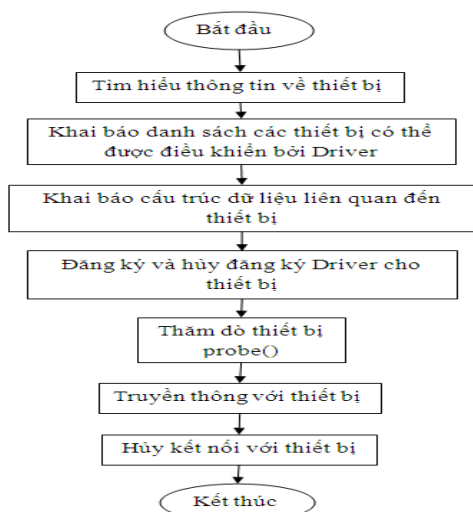 Bắt đầu
Tìm hiểu thông tin về thiết bị
Khai báo danh sách các thiết bị có thể
được điều khiển bởi Driver
Khai báo cấu trúc dữ liệu liên quan đến
thiết bị
Đăng ký và hủy đăng ký Driver cho
thiết bị
Thăm dò thiết bị
probe()
Truyền thông với thiết bị
Hủy kết nối với thiết bị
Kết thúc